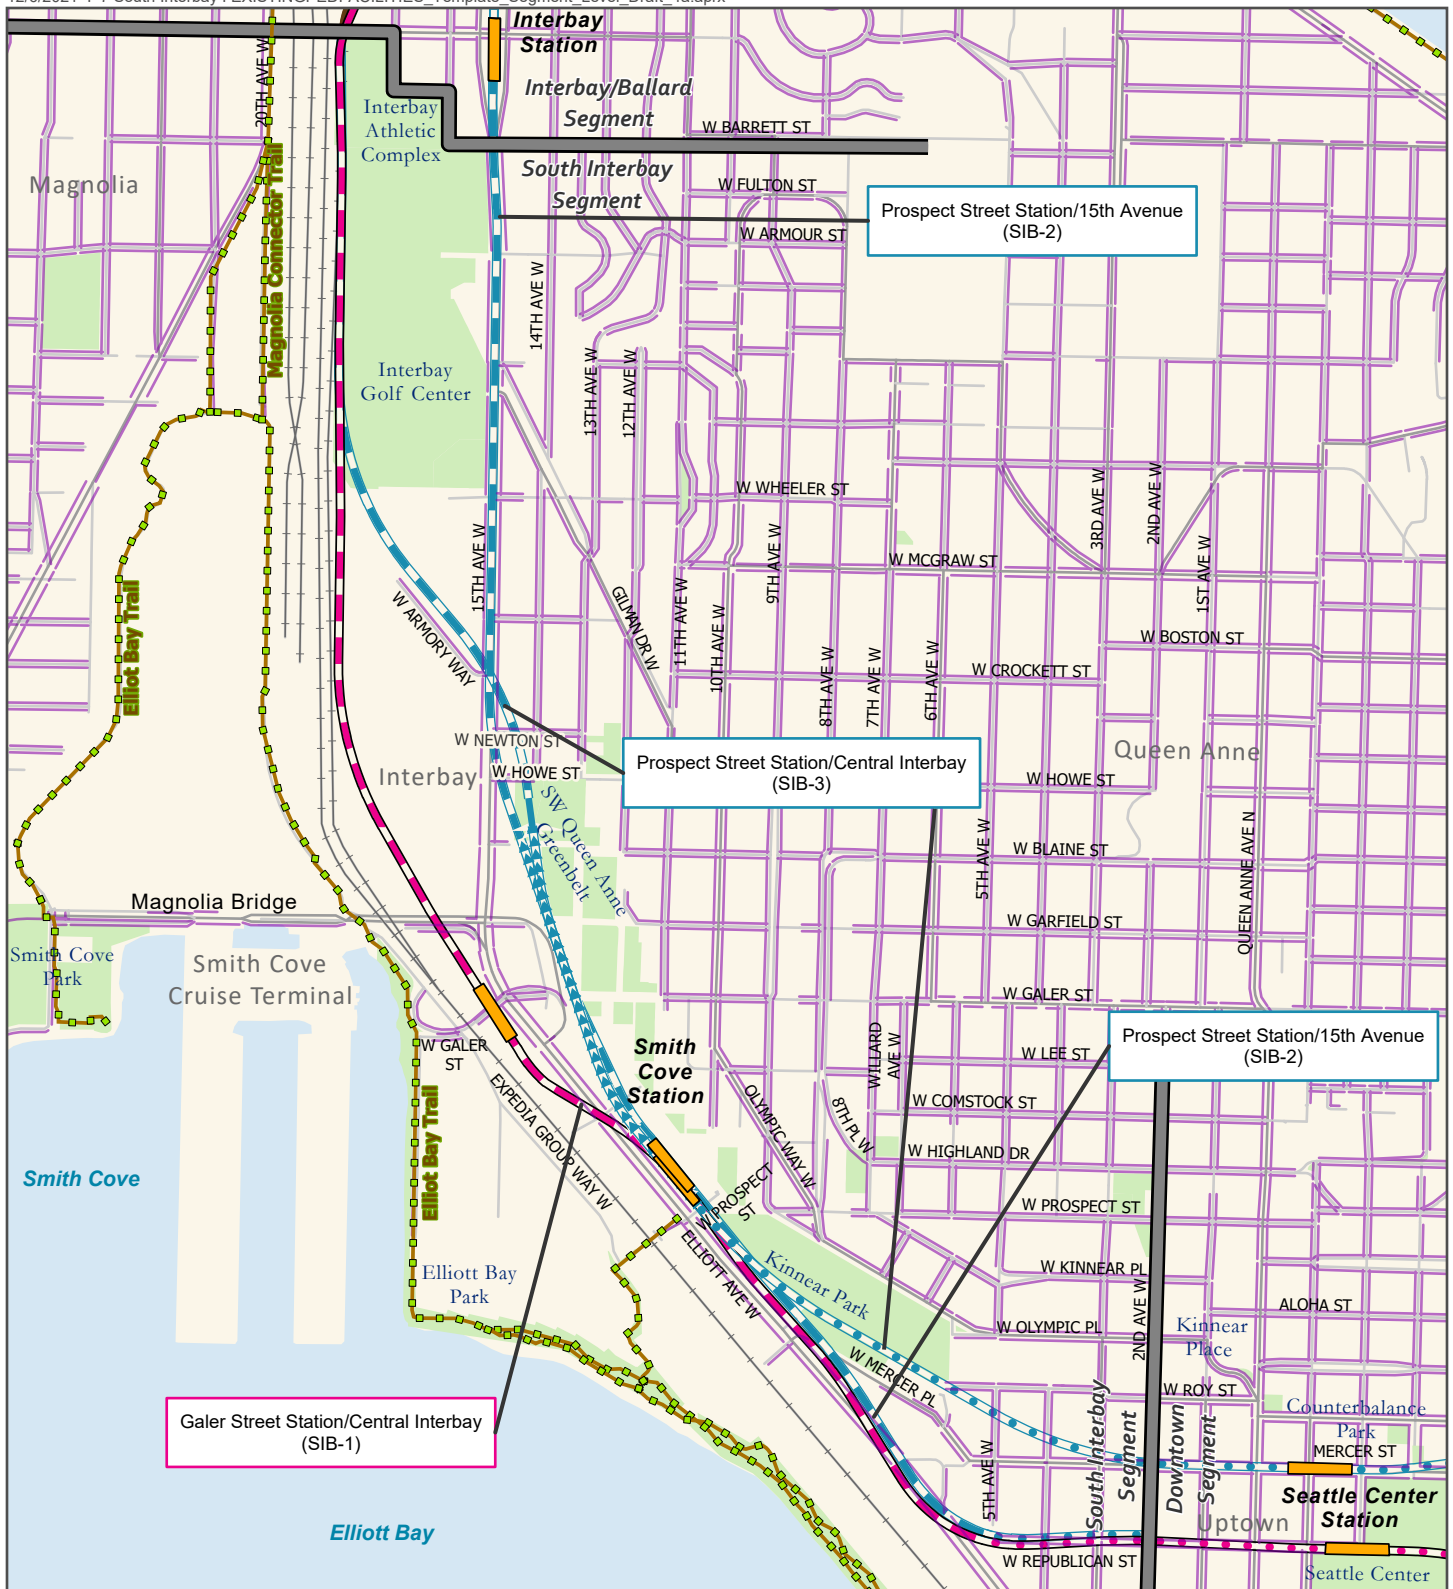 Interbay
Station
Interbay/Ballard
Segment
20TH AVE W
Interbay
Athletic
Complex
W BARRETT ST
South Interbay
Segment
Magnolia
Magnolia Connector Trail
W FULTON ST
Prospect Street Station/15th Avenue
(SIB-2)
W ARMOUR ST
14TH AVE W
Interbay
Golf Center
13TH AVE W
12TH AVE W
W WHEELER ST
3RD AVE W
2ND AVE W
15TH AVE W
9TH AVE W
1ST AVE W
W MCGRAW ST
W ARMORY WAY
GILMAN DR W
11TH AVE W
10TH AVE W
Elliot Bay Trail
W BOSTON ST
8TH AVE W
7TH AVE W
6TH AVE W
W CROCKETT ST
W NEWTON ST
W HOWE ST
Interbay
Prospect Street Station/Central Interbay
(SIB-3)
Queen Anne
W HOWE ST
SW Queen Anne
Greenbelt
5TH AVE W
W BLAINE ST
QUEEN ANNE AVE N
Magnolia Bridge
W GARFIELD ST
Smith Cove
Park
Smith Cove
Cruise Terminal
W GALER ST
W GALER
ST
Smith
Cove
Station
WILLARD
AVE W
W LEE ST
Prospect Street Station/15th Avenue
(SIB-2)
EXPEDIA GROUP WAY W
Elliot Bay Trail
OLYMPIC WAY W
8TH PL W
W COMSTOCK ST
W HIGHLAND DR
Smith Cove
W PROSPECT
ST
W PROSPECT ST
ELLIOTT AVE W
Kinnear Park
W KINNEAR PL
Elliott Bay
Park
2ND AVE W
ALOHA ST
W OLYMPIC PL
Kinnear
Place
W MERCER PL
W ROY ST
Galer Street Station/Central Interbay
(SIB-1)
South Interbay
Segment
Downtown
Segment
Counterbalance
Park
MERCER ST
5TH AVE W
Seattle Center
Station
Uptown
Elliott Bay
W REPUBLICAN ST
Seattle Center